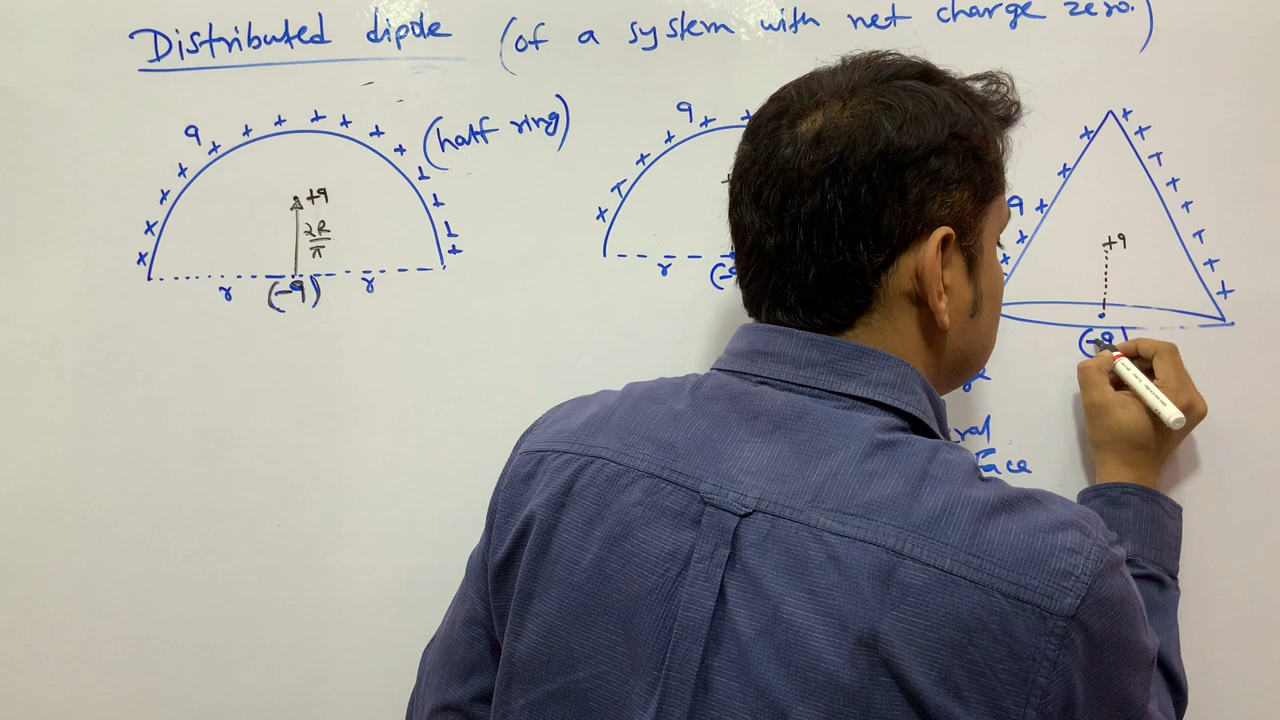 Distributed dipole (of a system with net charge zero.)
q + + + + + + (half ring)
+q
2R
π
r (-q) r
q + +
r
q
+q
(-q)